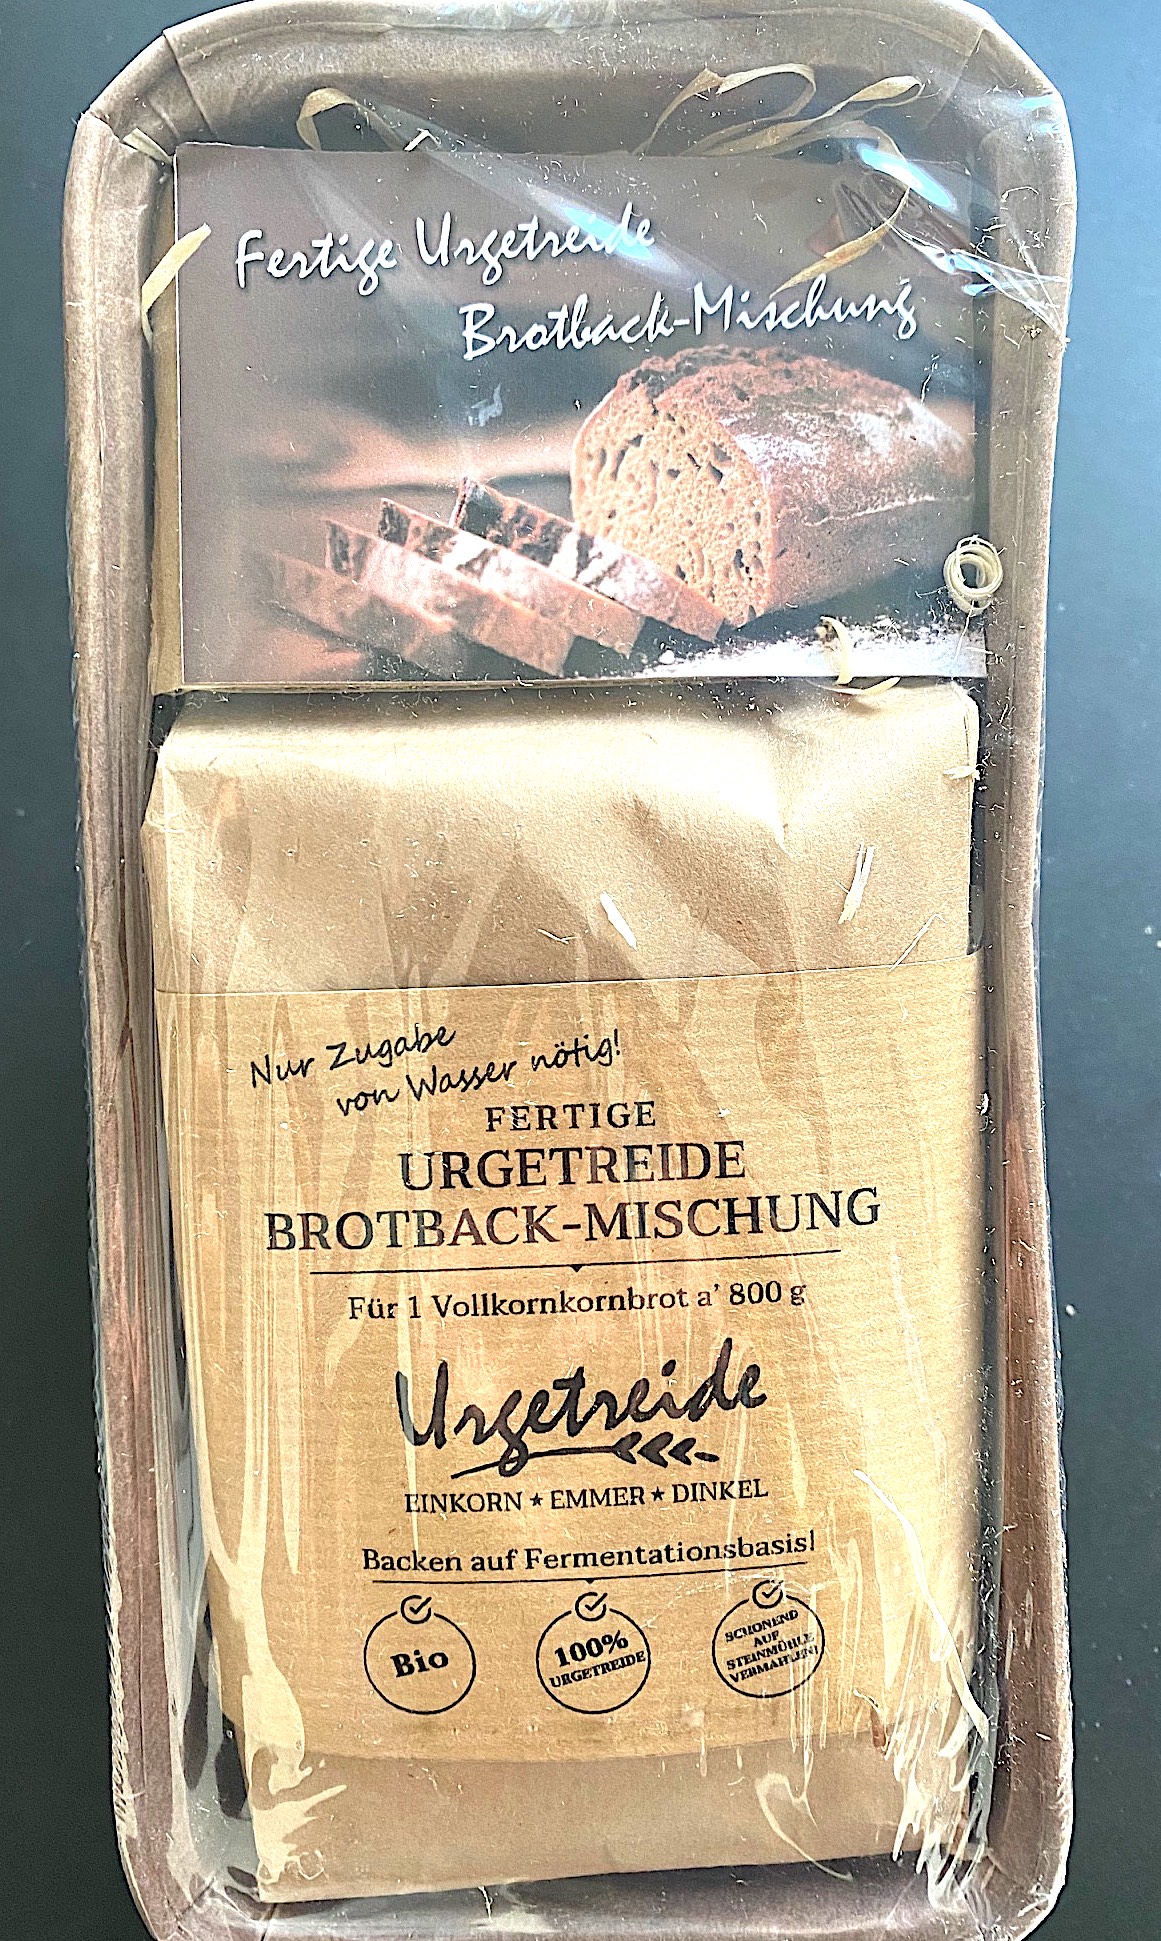 Fertige Urgetreide
Brotback-Mischung
Nur Zugabe
von Wasser nötig!
FERTIGE
URGETREIDE
BROTBACK-MISCHUNG
Für 1 Vollkornkornbrot a' 800 g
Urgetreide
EINKORN ★ EMMER ★ DINKEL
Backen auf Fermentationsbasis!
Bio
100%
URGETREIDE
SCHONEND
AUF
STEINMÜHLE
VERMAHLEN!